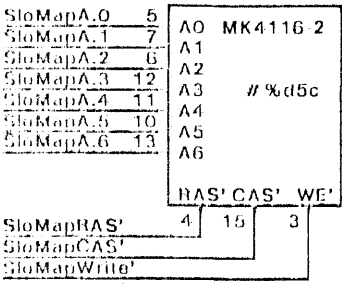 SloMapA.0 5 A0 MK4116-2
SloMapA.1 7 A1
SloMapA.2 6 A2
SloMapA.3 12 A3 #%d5c
SloMapA.4 11 A4
SloMapA.5 10 A5
SloMapA.6 13 A6
RAS' CAS' WE'
SloMapRAS' 4 15 3
SloMapCAS'
SloMapWrite'